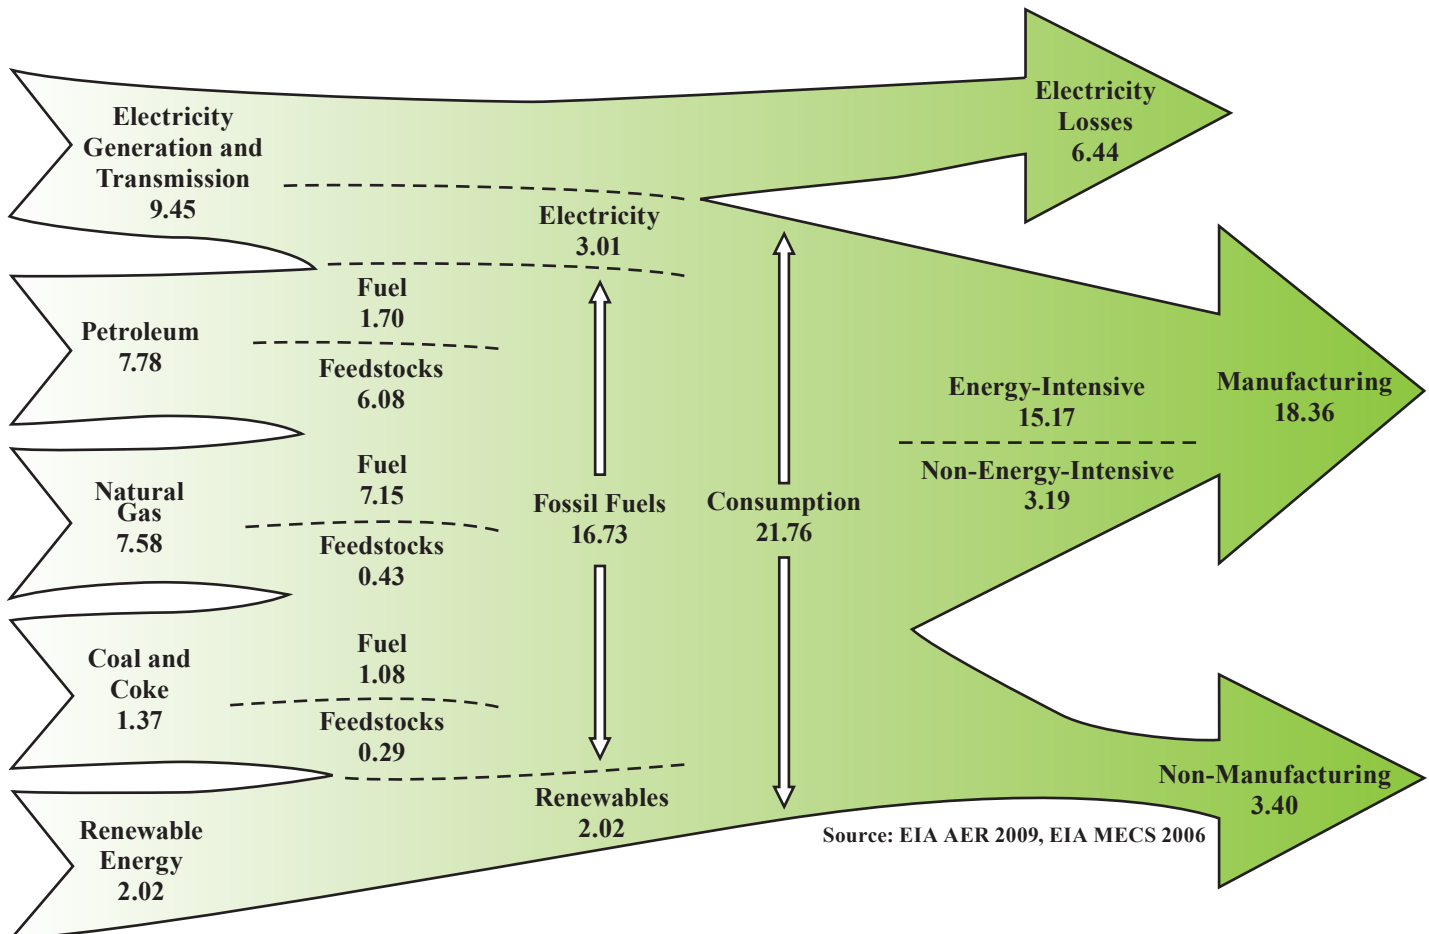 Electricity
Generation and
Transmission
9.45
Petroleum
7.78
Natural
Gas
7.58
Coal and
Coke
1.37
Renewable
Energy
2.02
Fuel
1.70
Feedstocks
6.08
Fuel
7.15
Feedstocks
0.43
Fuel
1.08
Feedstocks
0.29
Electricity
3.01
Fossil Fuels
16.73
Renewables
2.02
Consumption
21.76
Electricity
Losses
6.44
Energy-Intensive
15.17
Non-Energy-Intensive
3.19
Manufacturing
18.36
Non-Manufacturing
3.40
Source: EIA AER 2009, EIA MECS 2006